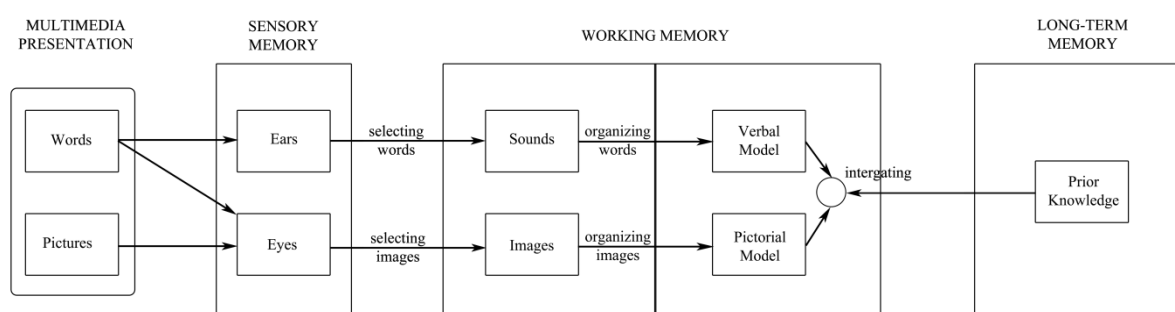 MULTIMEDIA
PRESENTATION
SENSORY
MEMORY
WORKING MEMORY
LONG-TERM
MEMORY
Words
Ears
selecting
words
Sounds
organizing
words
Verbal
Model
intergating
Prior
Knowledge
Pictures
Eyes
selecting
images
Images
organizing
images
Pictorial
Model